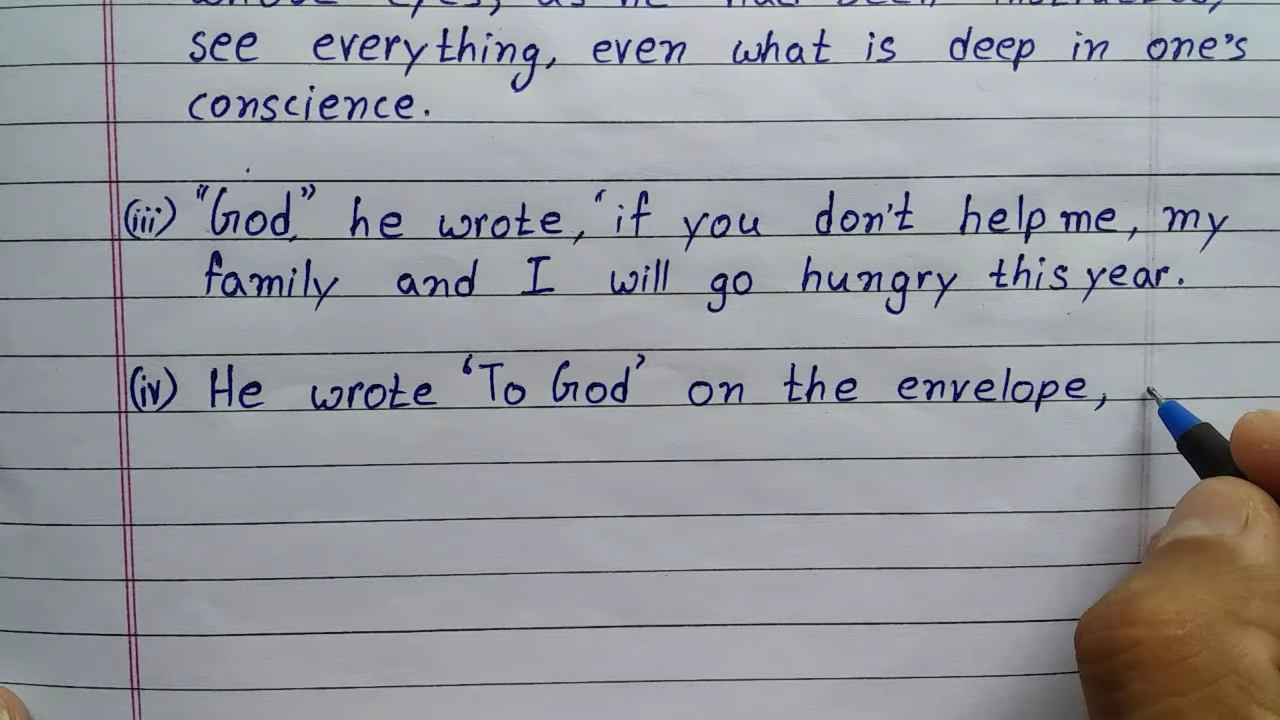 see everything, even what is deep in one's
conscience.
(iii) "God," he wrote, "if you don't help me, my
family and I will go hungry this year.
(iv) He wrote 'To God' on the envelope,